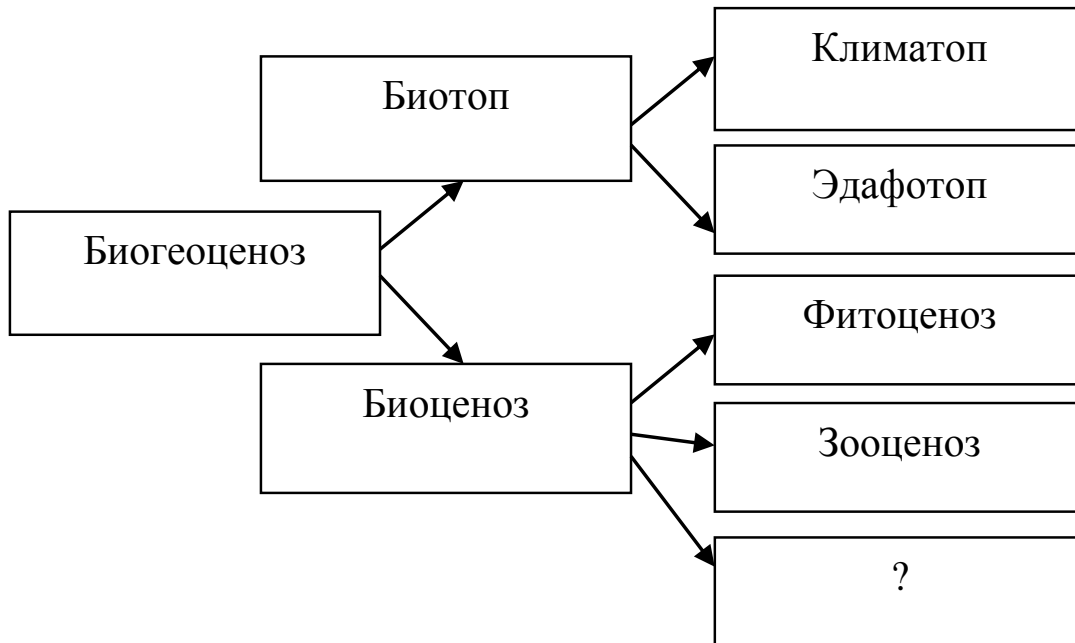 Климатоп
Биотоп
Эдафотоп
Биогеоценоз
Фитоценоз
Биоценоз
Зооценоз
?